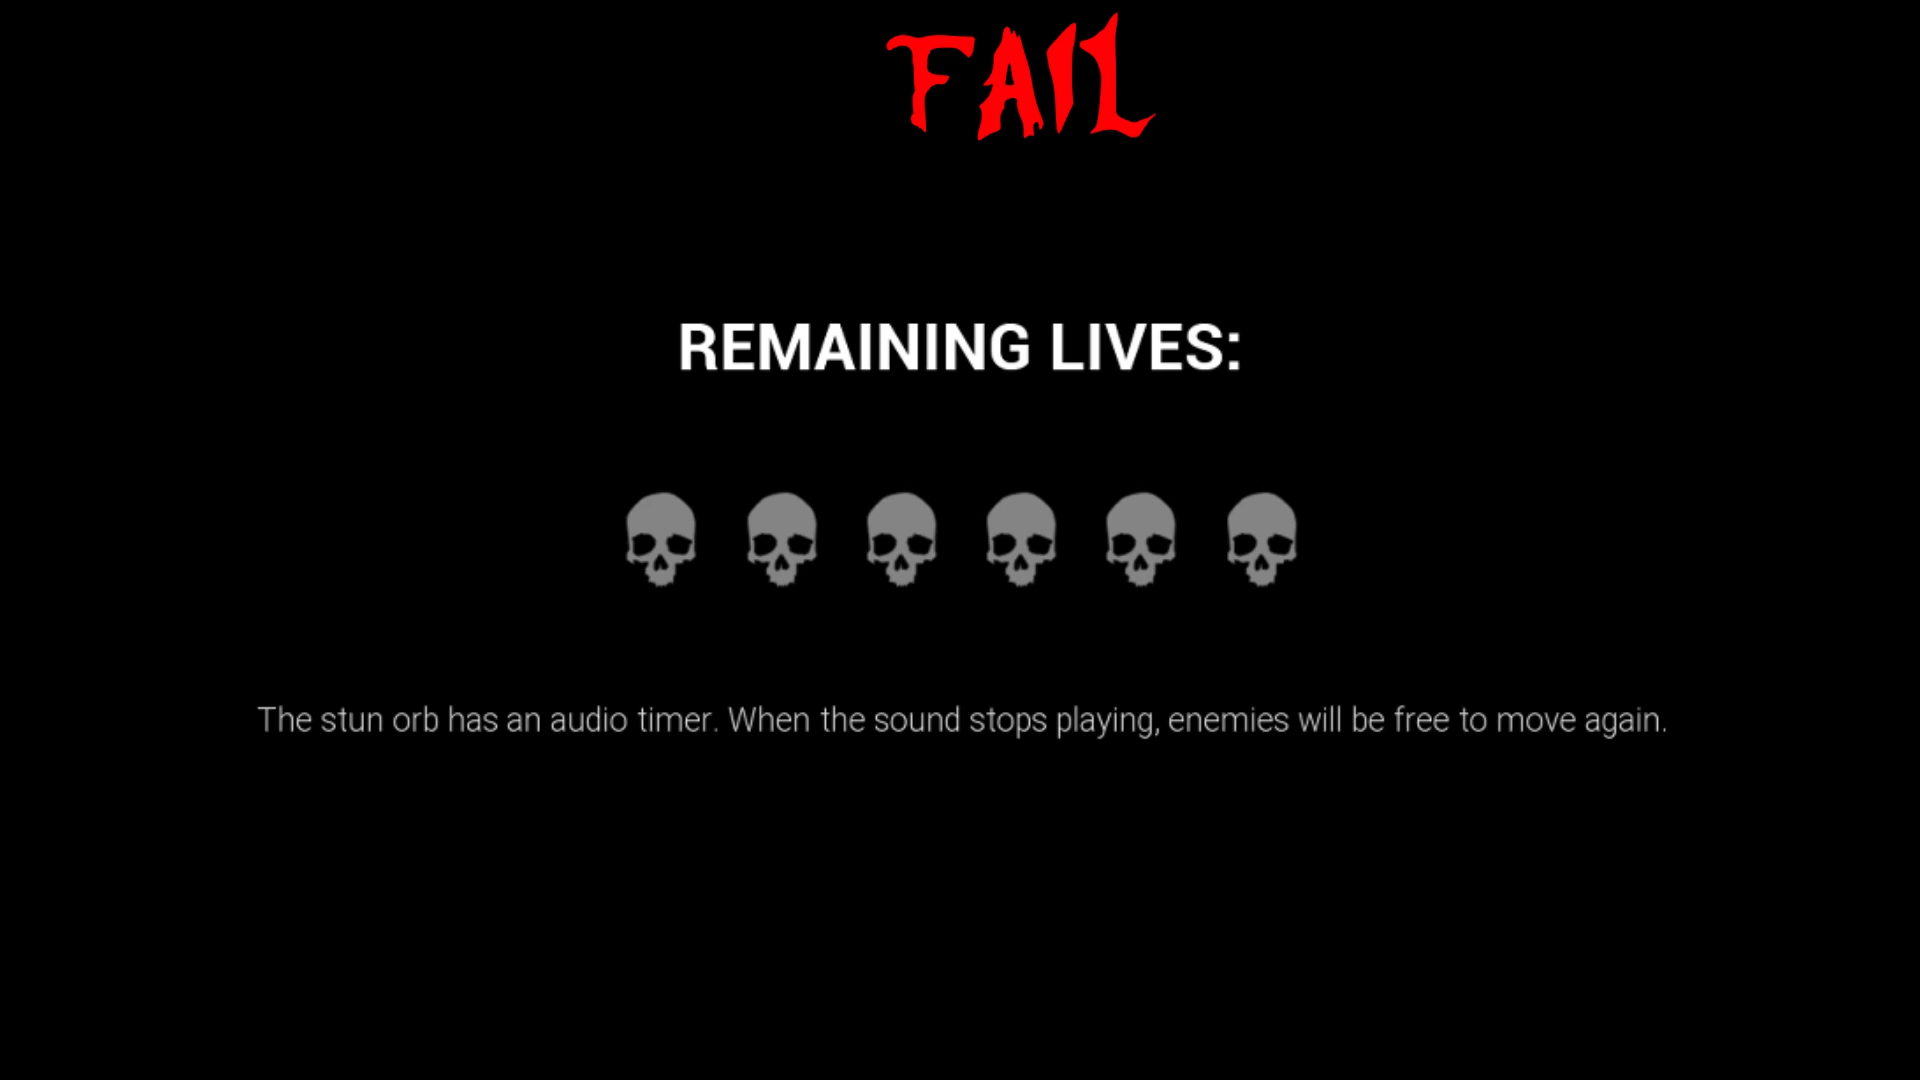 FAIL
REMAINING LIVES:
The stun orb has an audio timer. When the sound stops playing, enemies will be free to move again.